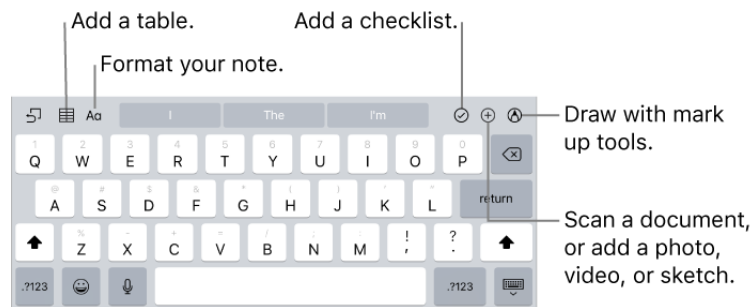 Add a table.
Add a checklist.
Format your note.
Aa I The I'm
Draw with mark
up tools.
1 2 3 4 5 6 7 8 9 0
Q W E R T Y U I O P
@ # $ & * ( ) ' "
A S D F G H J K L return
Scan a document,
or add a photo,
video, or sketch.
% - + = / ; : ! ?
Z X C V B N M , .
.?123 .?123